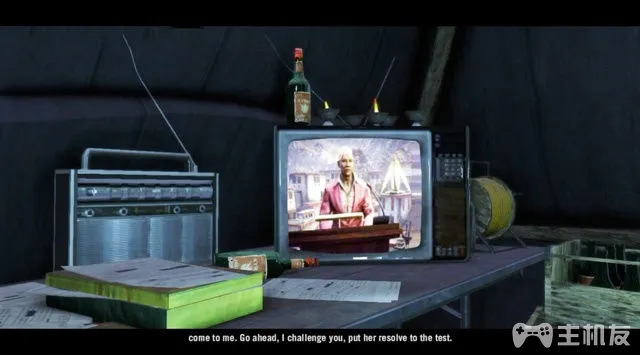 come to me. Go ahead, I challenge you, put her resolve to the test.
主机友